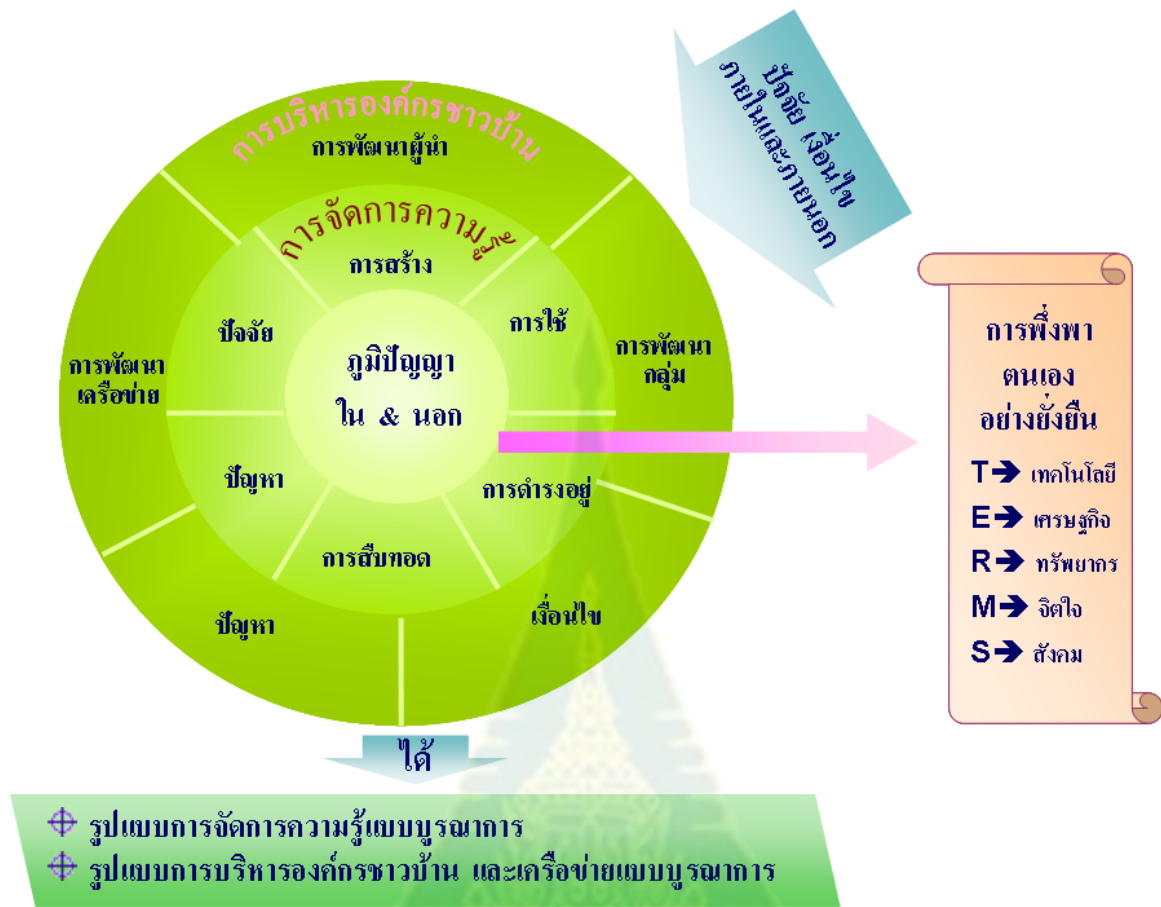 ปัจจัย เงื่อนไข
ภายในและภายนอก
การบริหารองค์กรชาวบ้าน
การพัฒนาผู้นำ
การจัดการความรู้
การสร้าง
ปัจจัย
การใช้
การพัฒนา
เครือข่าย
การพัฒนา
กลุ่ม
ภูมิปัญญา
ใน & นอก
ปัญหา
การดำรงอยู่
การสืบทอด
ปัญหา
เงื่อนไข
การพึ่งพา
ตนเอง
อย่างยั่งยืน
T➔ เทคโนโลยี
E➔ เศรษฐกิจ
R➔ ทรัพยากร
M➔ จิตใจ
S➔ สังคม
ได้
รูปแบบการจัดการความรู้แบบบูรณาการ
รูปแบบการบริหารองค์กรชาวบ้าน และเครือข่ายแบบบูรณาการ